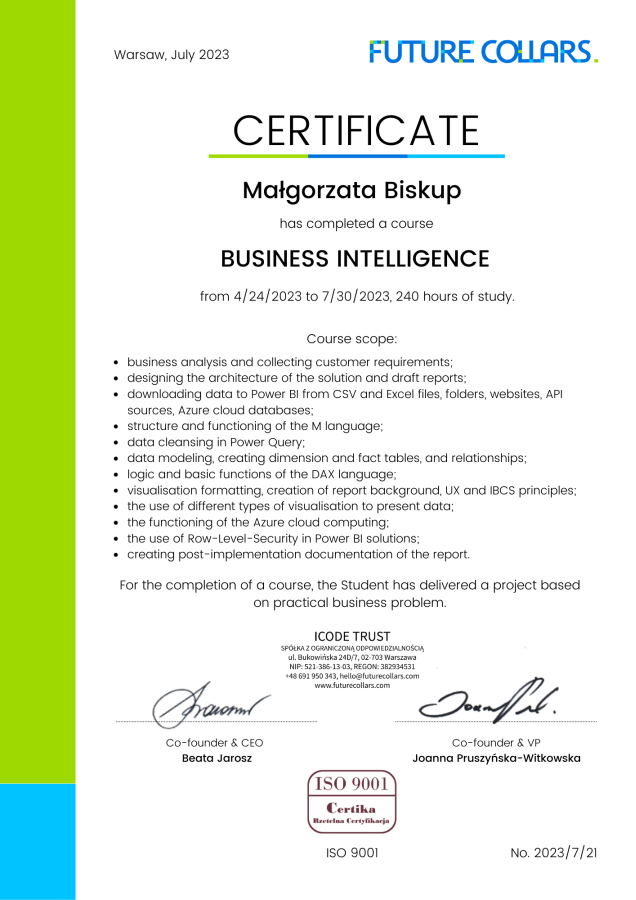 Warsaw, July 2023
FUTURE COLLARS.
CERTIFICATE
Małgorzata Biskup
has completed a course
BUSINESS INTELLIGENCE
from 4/24/2023 to 7/30/2023, 240 hours of study.
Course scope:
• business analysis and collecting customer requirements;
• designing the architecture of the solution and draft reports;
• downloading data to Power BI from CSV and Excel files, folders, websites, API
sources, Azure cloud databases;
• structure and functioning of the M language;
• data cleansing in Power Query;
• data modeling, creating dimension and fact tables, and relationships;
• logic and basic functions of the DAX language;
• visualisation formatting, creation of report background, UX and IBCS principles;
• the use of different types of visualisation to present data;
• the functioning of the Azure cloud computing;
• the use of Row-Level-Security in Power BI solutions;
• creating post-implementation documentation of the report.
For the completion of a course, the Student has delivered a project based
on practical business problem.
ICODE TRUST
SPÓŁKA Z OGRANICZONĄ ODPOWIEDZIALNOŚCIĄ
ul. Bukowińska 24D/7, 02-703 Warszawa
NIP: 521-386-13-03, REGON: 382934531
+48 691 950 343, hello@futurecollars.com
www.futurecollars.com
Co-founder & CEO
Beata Jarosz
Co-founder & VP
Joanna Pruszyńska-Witkowska
ISO 9001
Certika
Rzetelna Certyfikacja
ISO 9001
No. 2023/7/21